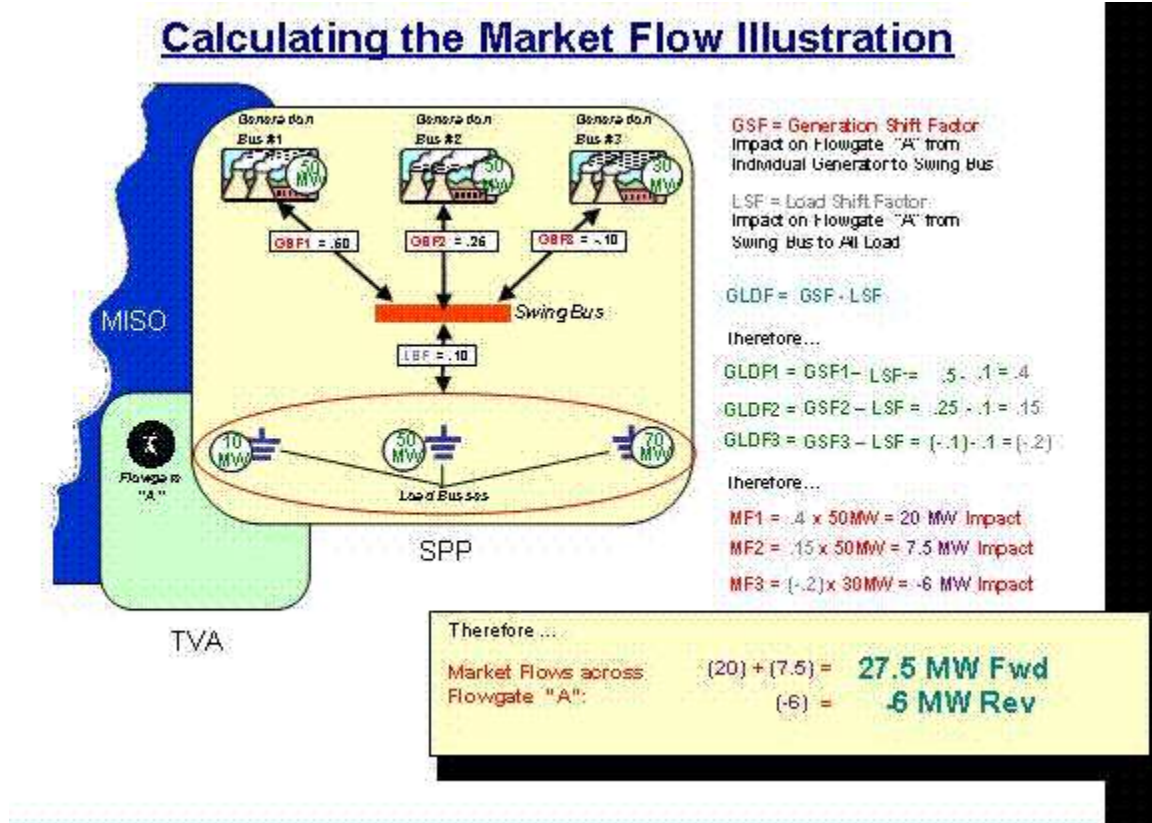 Calculating the Market Flow Illustration
Generation
Bus #1
Generation
Bus #2
Generation
Bus #3
50
MW
50
MW
30
MW
GSF1 = .60
GSF2 = .26
GSF3 = -.10
Swing Bus
LSF = .10
10
MW
50
MW
70
MW
Load Busses
MISO
Flowgate
"A"
SPP
TVA
GSF = Generation Shift Factor
Impact on Flowgate "A" from
Individual Generator to Swing Bus
LSF = Load Shift Factor
Impact on Flowgate "A" from
Swing Bus to All Load
GLDF = GSF - LSF
Therefore...
GLDF1 = GSF1– LSF = .5 - .1 = .4
GLDF2 = GSF2 – LSF = .25 - .1 = .15
GLDF3 = GSF3 – LSF = (-.1) - .1 = (-.2)
Therefore...
MF1 = .4 x 50MW = 20 MW Impact
MF2 = .15 x 50MW = 7.5 MW Impact
MF3 = (-.2) x 30MW = -6 MW Impact
Therefore ...
Market Flows across
Flowgate "A":
(20) + (7.5) = 27.5 MW Fwd
(-6) = -6 MW Rev